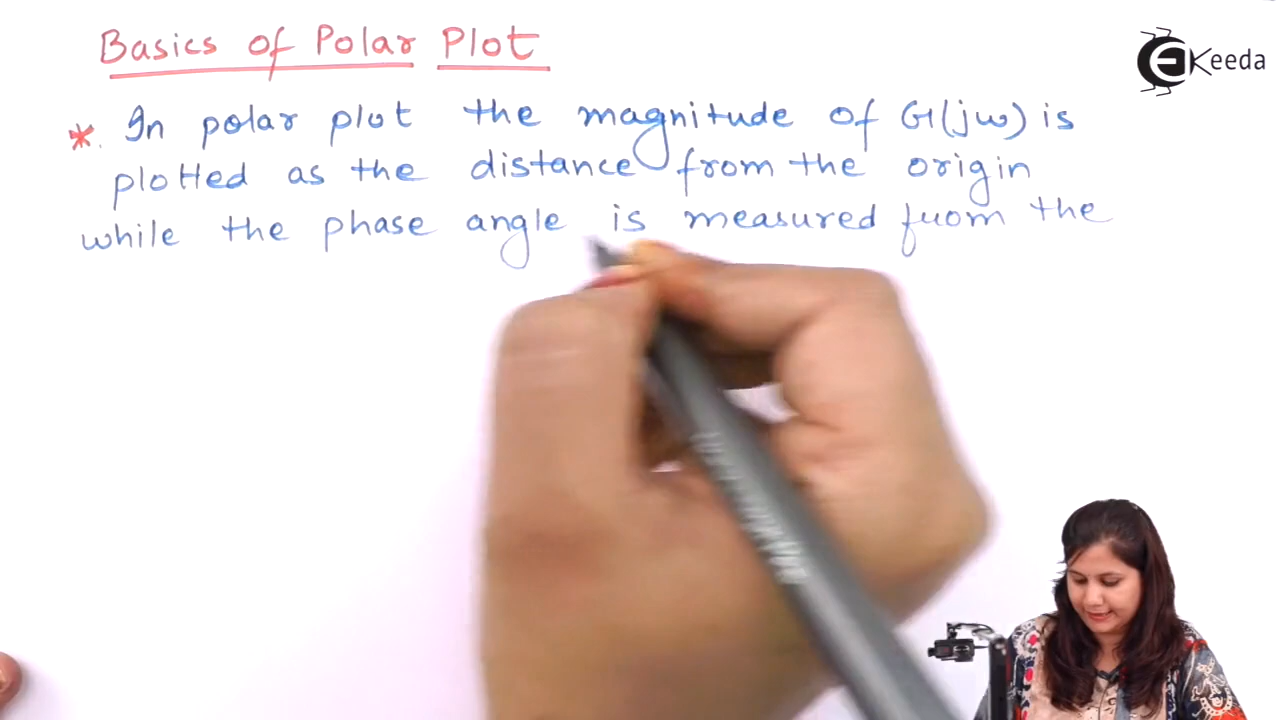 Basics of Polar Plot
EKeeda
*. In polar plot the magnitude of G(jω) is
plotted as the distance from the origin
while the phase angle is measured from the